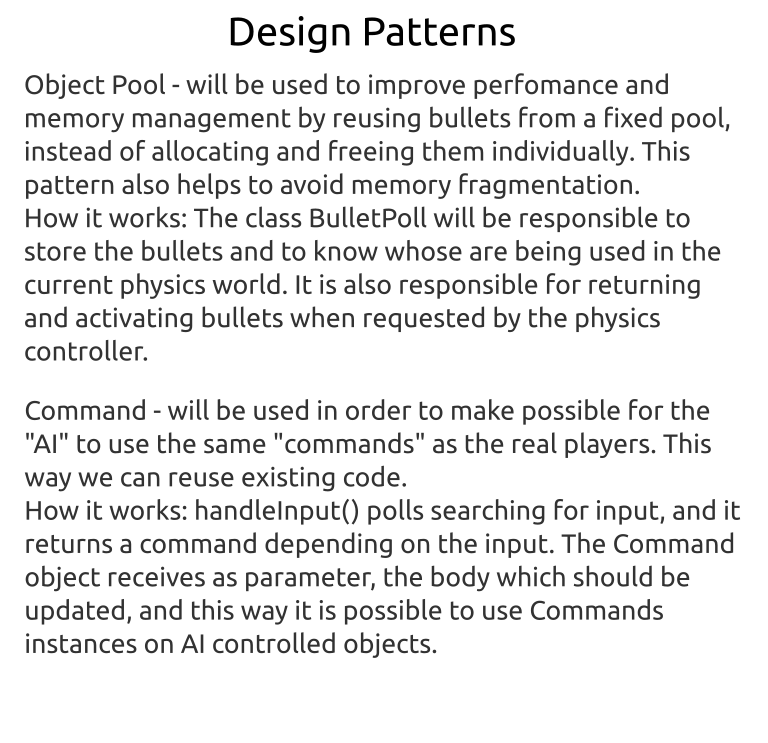 Design Patterns
Object Pool - will be used to improve perfomance and
memory management by reusing bullets from a fixed pool,
instead of allocating and freeing them individually. This
pattern also helps to avoid memory fragmentation.
How it works: The class BulletPoll will be responsible to
store the bullets and to know whose are being used in the
current physics world. It is also responsible for returning
and activating bullets when requested by the physics
controller.
Command - will be used in order to make possible for the
"AI" to use the same "commands" as the real players. This
way we can reuse existing code.
How it works: handleInput() polls searching for input, and it
returns a command depending on the input. The Command
object receives as parameter, the body which should be
updated, and this way it is possible to use Commands
instances on AI controlled objects.